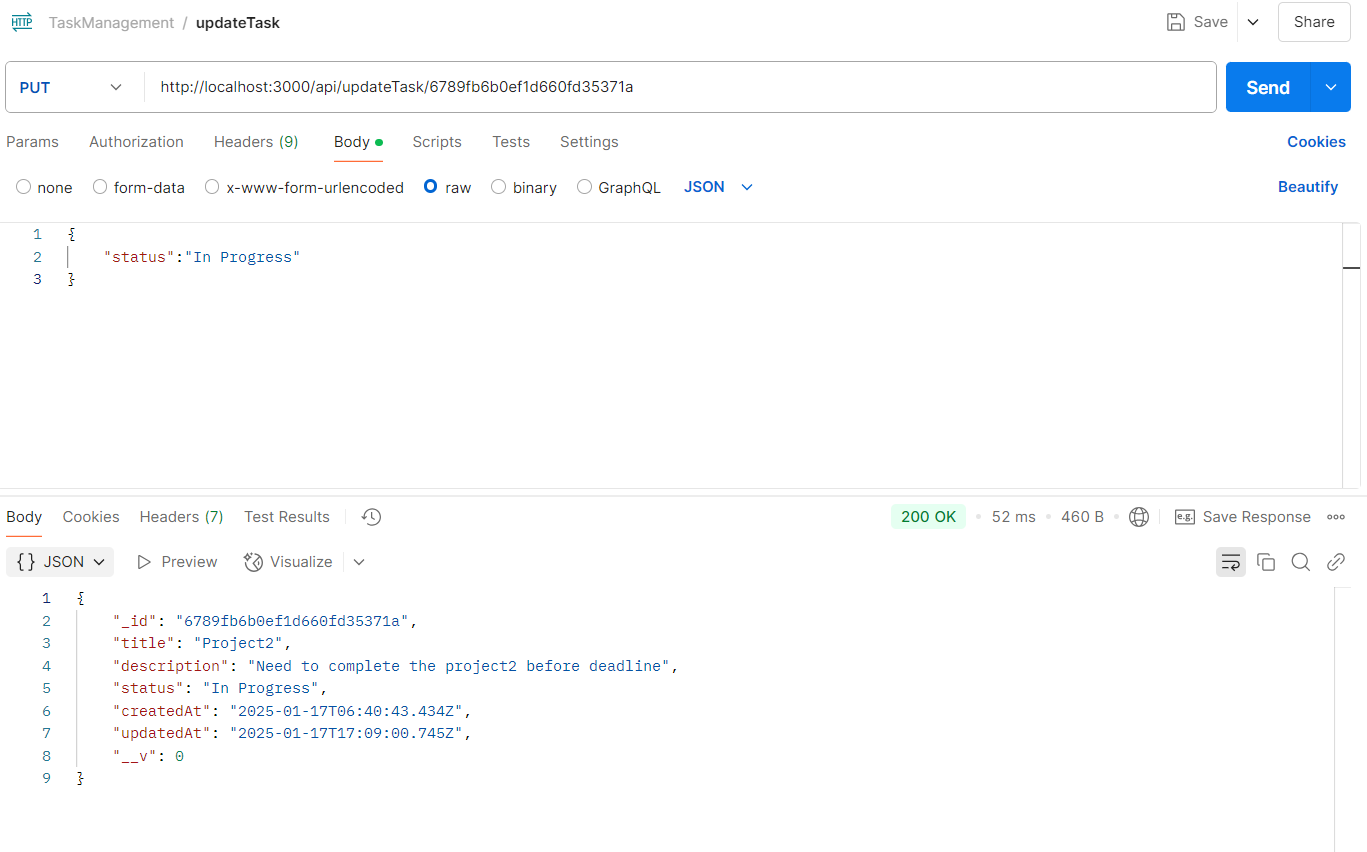 HTTP TaskManagement / updateTask Save Share
PUT http://localhost:3000/api/updateTask/6789fb6b0ef1d660fd35371a Send
Params Authorization Headers (9) Body Scripts Tests Settings Cookies
none form-data x-www-form-urlencoded raw binary GraphQL JSON Beautify
1 {
2 "status":"In Progress"
3 }
Body Cookies Headers (7) Test Results 200 OK 52 ms 460 B e.g. Save Response
{} JSON Preview Visualize
1 {
2 "_id": "6789fb6b0ef1d660fd35371a",
3 "title": "Project2",
4 "description": "Need to complete the project2 before deadline",
5 "status": "In Progress",
6 "createdAt": "2025-01-17T06:40:43.434Z",
7 "updatedAt": "2025-01-17T17:09:00.745Z",
8 "__v": 0
9 }